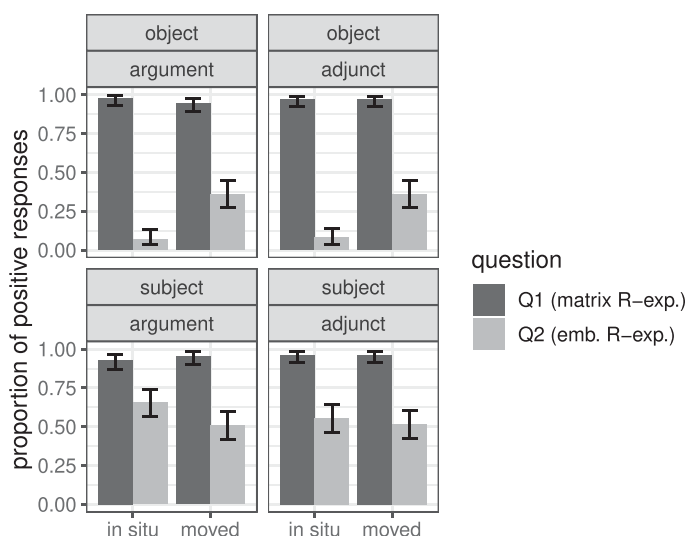 object
object
argument
adjunct
1.00
0.75
0.50
0.25
0.00
subject
subject
argument
adjunct
1.00
0.75
0.50
0.25
0.00
in situ
moved
in situ
moved
proportion of positive responses
question
Q1 (matrix R−exp.)
Q2 (emb. R−exp.)